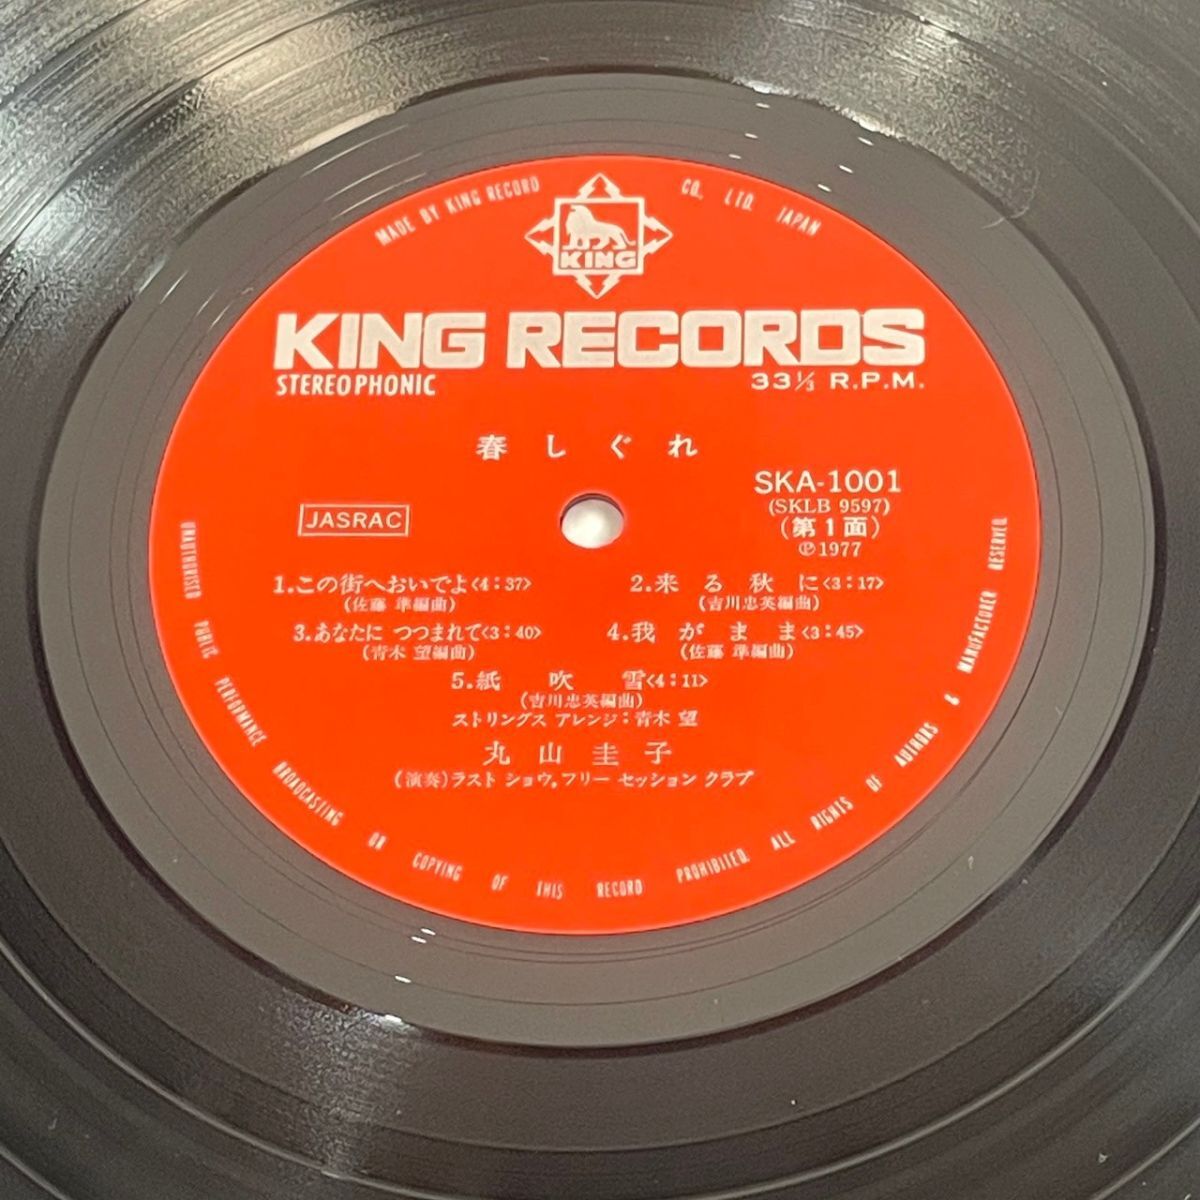 MADE BY KING RECORD CO., LTD. JAPAN
KING
KING RECORDS
STEREOPHONIC
33⅓ R.P.M.
春しぐれ
SKA-1001
(SKLB 9597)
JASRAC
(第1面)
℗1977
1.この街へおいでよ<4:37>
(佐藤 準編曲)
2.来る秋に<3:17>
(吉川忠英編曲)
3.あなたに つつまれて<3:40>
(青木 望編曲)
4.我がまま<3:45>
(佐藤 準編曲)
5.紙吹雪<4:11>
(吉川忠英編曲)
ストリングス アレンジ:青木 望
丸山圭子
(演奏)ラスト ショウ,フリー セッション クラブ
UNAUTHORISED PUBLIC PERFORMANCE BROADCASTING OR COPYING OF THIS RECORD PROHIBITED. ALL RIGHTS OF AUTHORS & MANUFACTURER RESERVED.